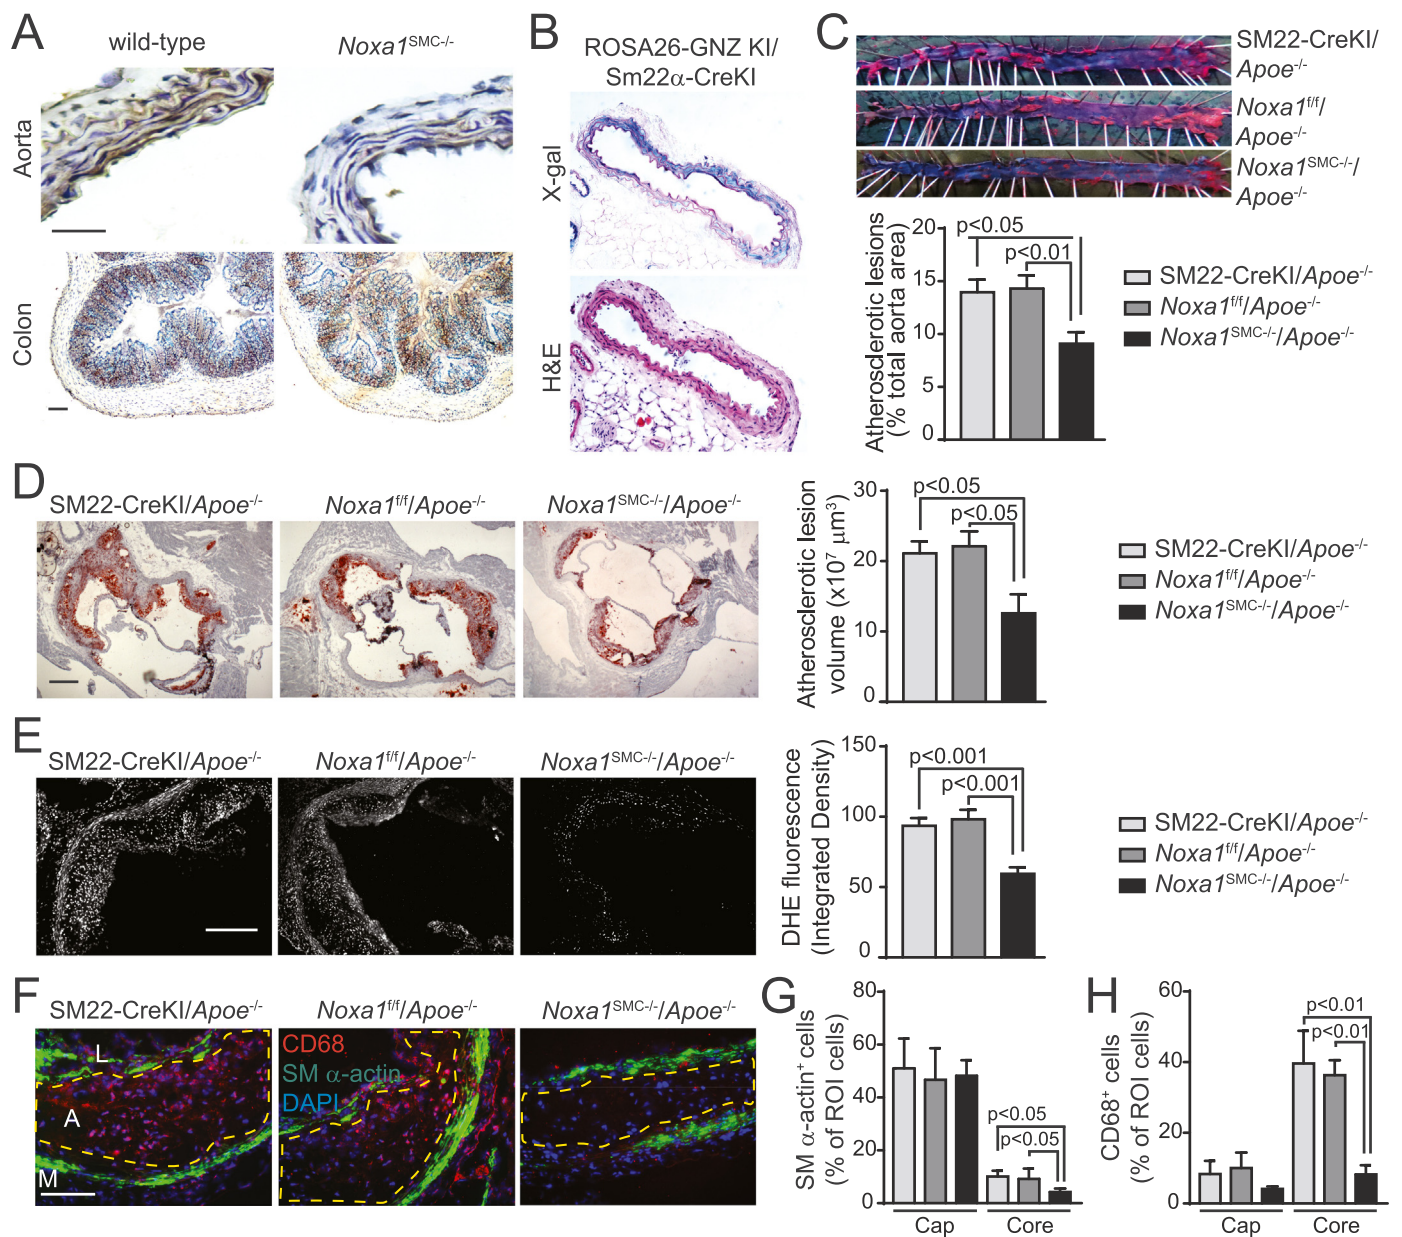 A
wild-type
Noxa1SMC-/-
Aorta
Colon
B
ROSA26-GNZ KI/
Sm22α-CreKI
X-gal
H&E
C
SM22-CreKI/
Apoe-/-
Noxa1f/f/
Apoe-/-
Noxa1SMC-/-/
Apoe-/-
Atherosclerotic lesions
(% total aorta area)
20
15
10
5
0
p<0.05
p<0.01
SM22-CreKI/Apoe-/-
Noxa1f/f/Apoe-/-
Noxa1SMC-/-/Apoe-/-
D
SM22-CreKI/Apoe-/-
Noxa1f/f/Apoe-/-
Noxa1SMC-/-/Apoe-/-
Atherosclerotic lesion
volume (x10⁷ µm³)
30
20
10
0
p<0.05
p<0.05
SM22-CreKI/Apoe-/-
Noxa1f/f/Apoe-/-
Noxa1SMC-/-/Apoe-/-
E
SM22-CreKI/Apoe-/-
Noxa1f/f/Apoe-/-
Noxa1SMC-/-/Apoe-/-
DHE fluorescence
(Integrated Density)
150
100
50
0
p<0.001
p<0.001
SM22-CreKI/Apoe-/-
Noxa1f/f/Apoe-/-
Noxa1SMC-/-/Apoe-/-
F
SM22-CreKI/Apoe-/-
Noxa1f/f/Apoe-/-
Noxa1SMC-/-/Apoe-/-
L
A
M
CD68
SM α-actin
DAPI
G
SM α-actin⁺ cells
(% of ROI cells)
80
60
40
20
0
p<0.05
p<0.05
Cap
Core
H
CD68⁺ cells
(% of ROI cells)
60
40
20
0
p<0.01
p<0.01
Cap
Core